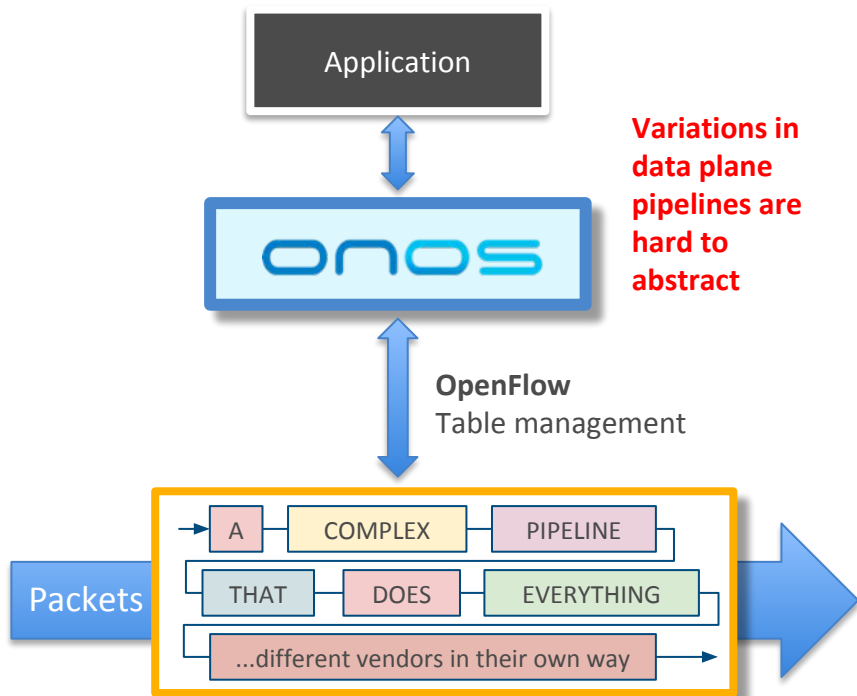 Application
Variations in
data plane
pipelines are
hard to
abstract
onos
OpenFlow
Table management
Packets
A
COMPLEX
PIPELINE
THAT
DOES
EVERYTHING
...different vendors in their own way